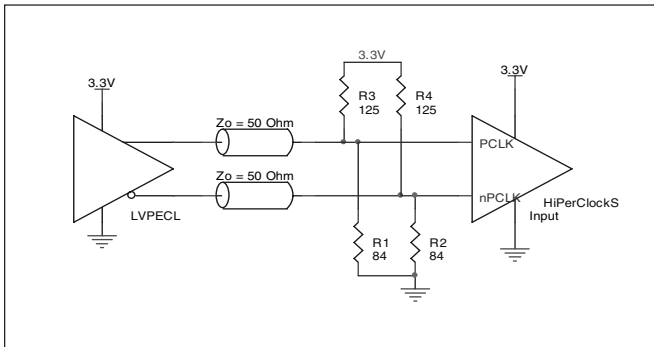 3.3V
3.3V
3.3V
R3
125
R4
125
Zo = 50 Ohm
PCLK
Zo = 50 Ohm
nPCLK
HiPerClockS
Input
LVPECL
R1
84
R2
84